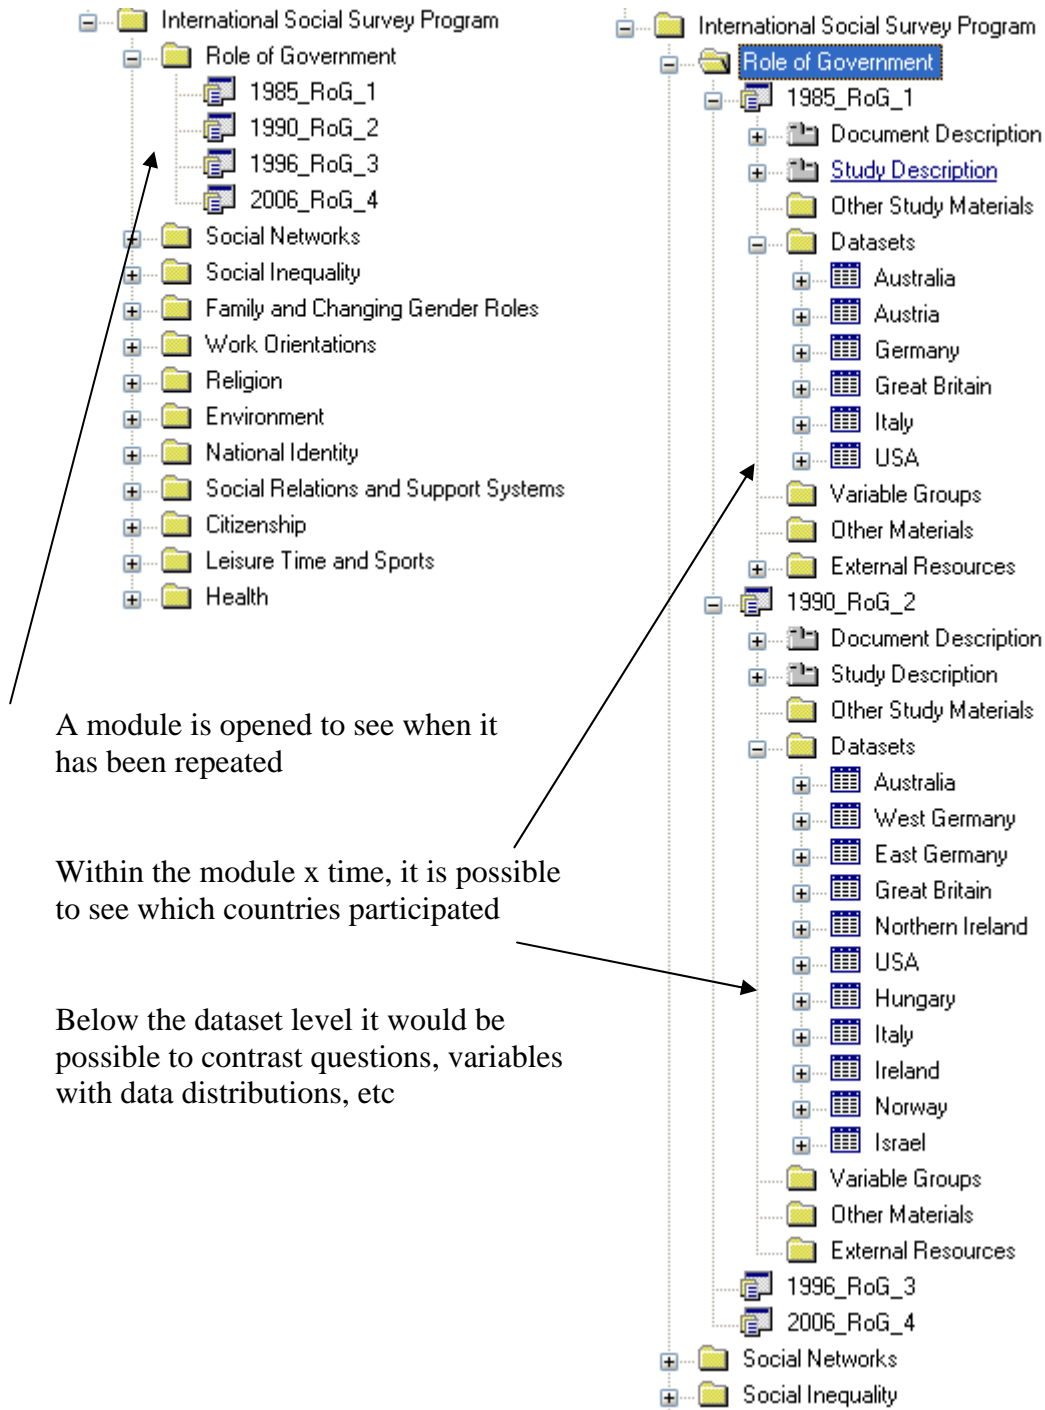 International Social Survey Program
Role of Government
1985_RoG_1
1990_RoG_2
1996_RoG_3
2006_RoG_4
Social Networks
Social Inequality
Family and Changing Gender Roles
Work Orientations
Religion
Environment
National Identity
Social Relations and Support Systems
Citizenship
Leisure Time and Sports
Health
A module is opened to see when it
has been repeated
Within the module x time, it is possible
to see which countries participated
Below the dataset level it would be
possible to contrast questions, variables
with data distributions, etc
International Social Survey Program
Role of Government
1985_RoG_1
Document Description
Study Description
Other Study Materials
Datasets
Australia
Austria
Germany
Great Britain
Italy
USA
Variable Groups
Other Materials
External Resources
1990_RoG_2
Document Description
Study Description
Other Study Materials
Datasets
Australia
West Germany
East Germany
Great Britain
Northern Ireland
USA
Hungary
Italy
Ireland
Norway
Israel
Variable Groups
Other Materials
External Resources
1996_RoG_3
2006_RoG_4
Social Networks
Social Inequality